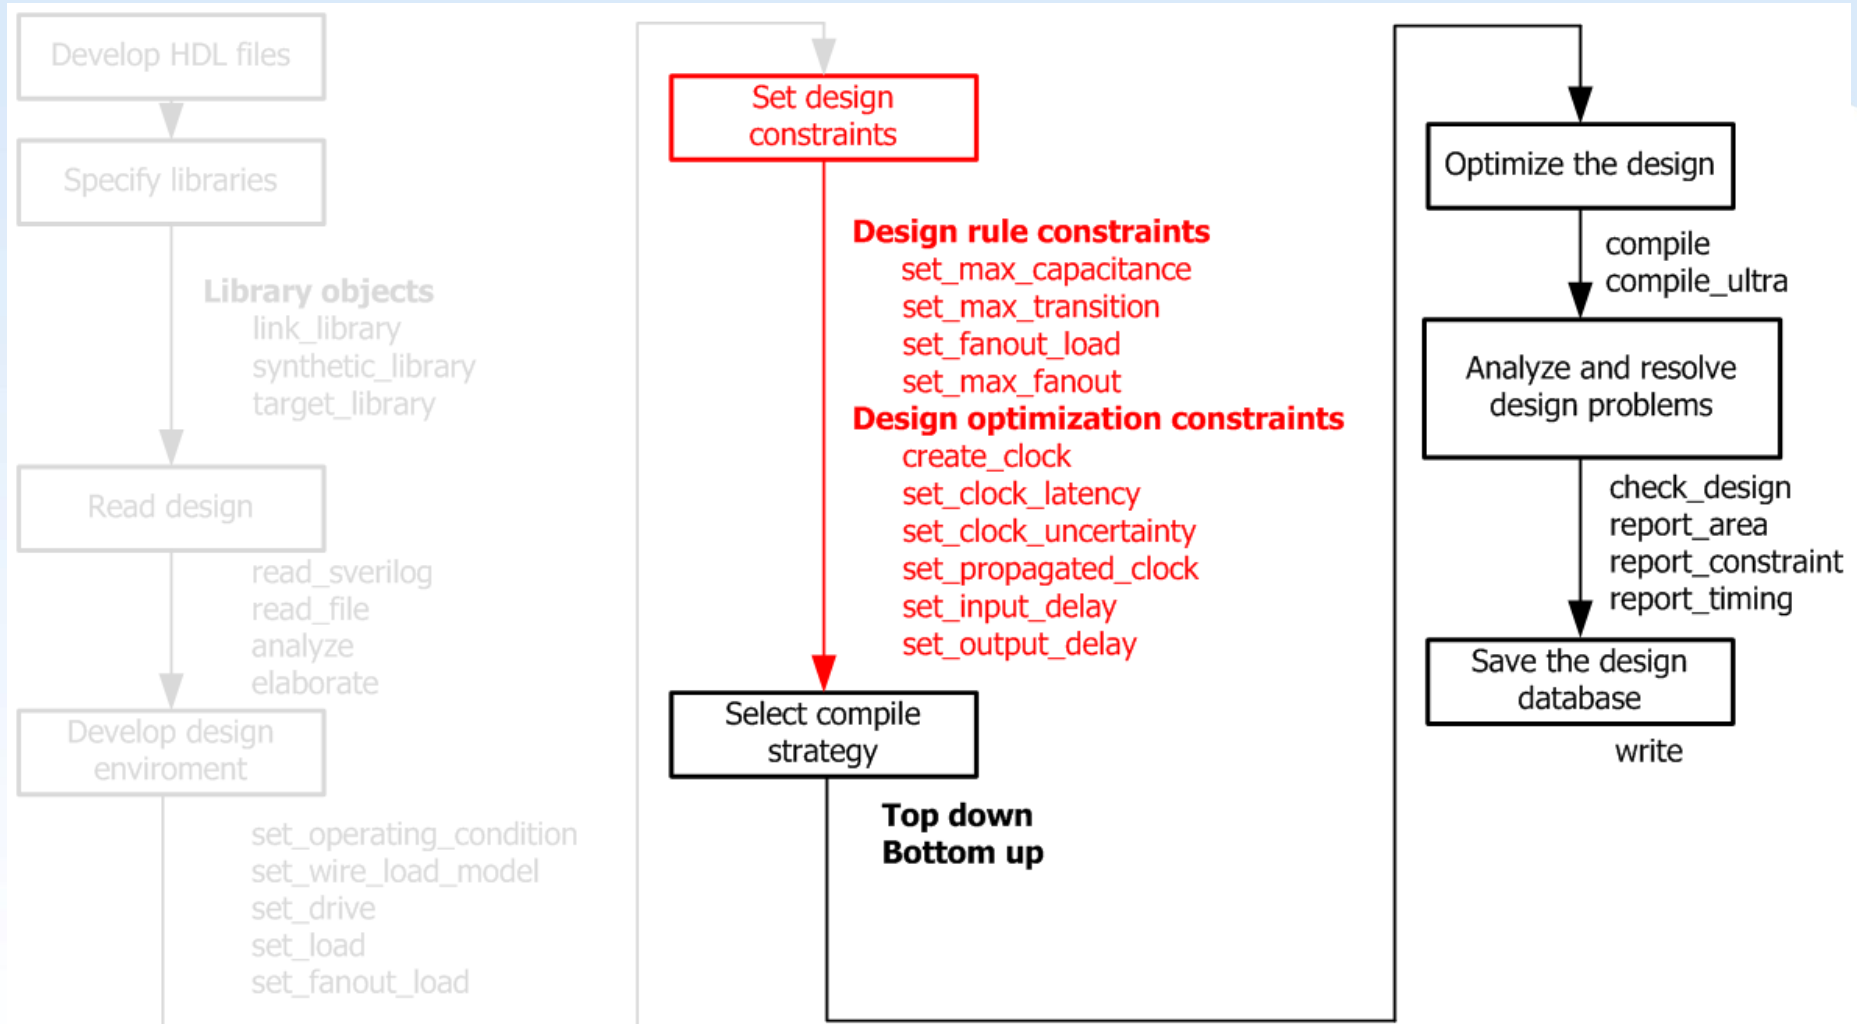 Develop HDL files
Specify libraries
Library objects
link_library
synthetic_library
target_library
Read design
read_sverilog
read_file
analyze
elaborate
Develop design
enviroment
set_operating_condition
set_wire_load_model
set_drive
set_load
set_fanout_load
Set design
constraints
Design rule constraints
set_max_capacitance
set_max_transition
set_fanout_load
set_max_fanout
Design optimization constraints
create_clock
set_clock_latency
set_clock_uncertainty
set_propagated_clock
set_input_delay
set_output_delay
Select compile
strategy
Top down
Bottom up
Optimize the design
compile
compile_ultra
Analyze and resolve
design problems
check_design
report_area
report_constraint
report_timing
Save the design
database
write